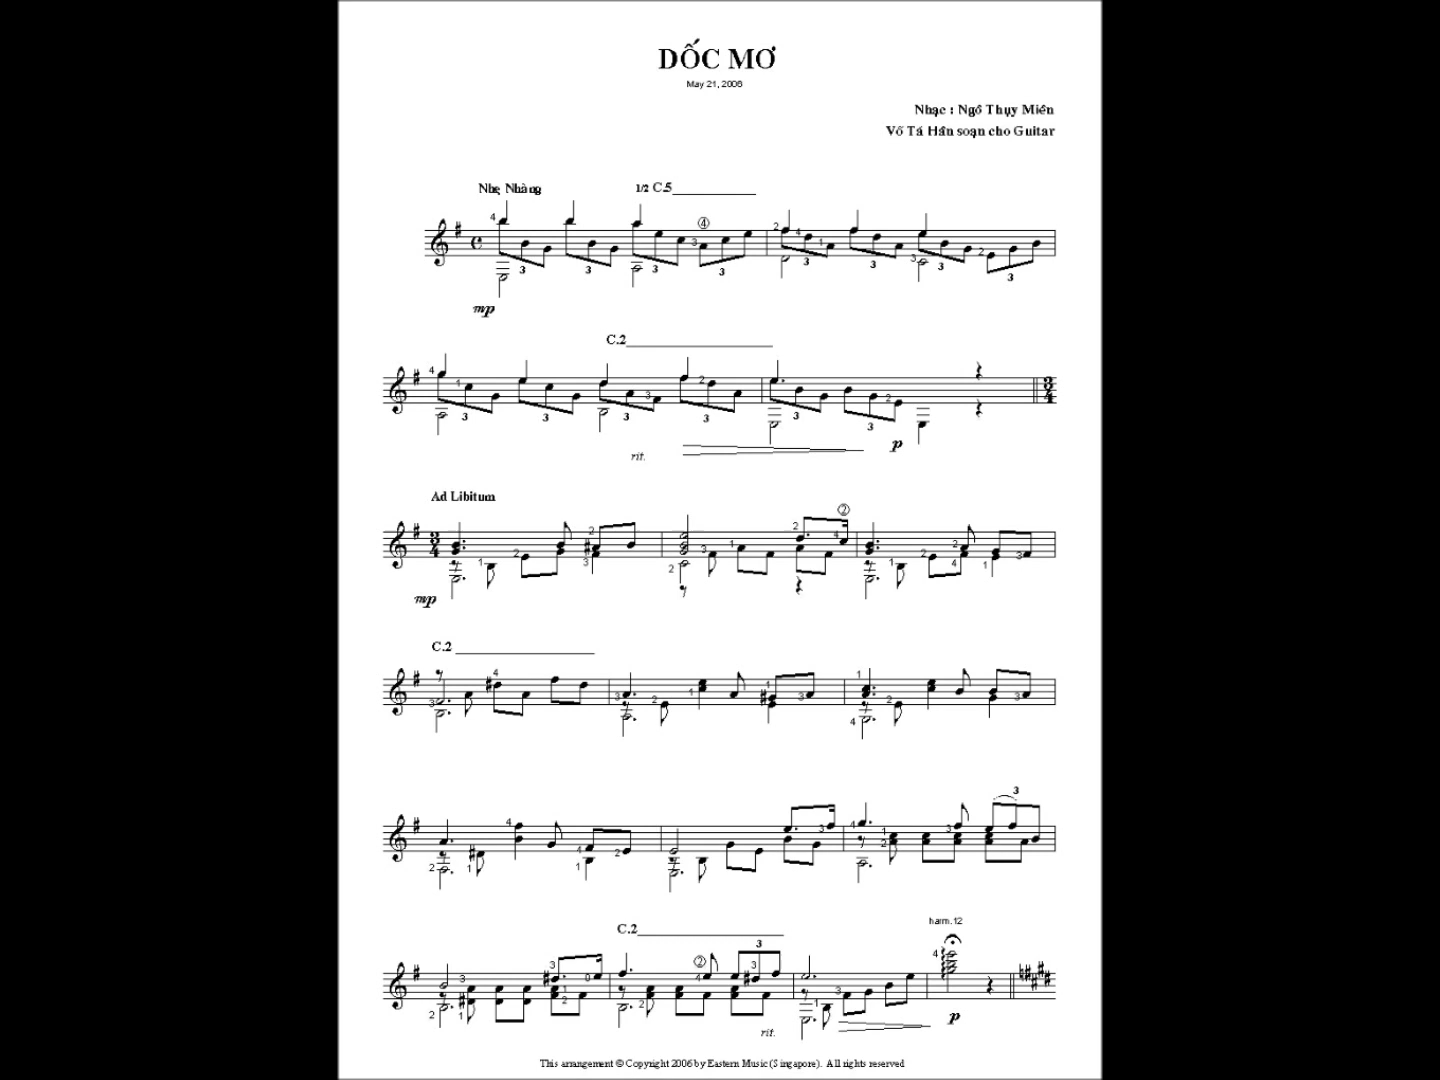 DỐC MƠ
May 21, 2006
Nhạc : Ngô Thụy Miên
Võ Tá Hân soạn cho Guitar
Nhẹ Nhàng
1/2 C.5
mp
C.2
rit.
p
Ad Libitum
mp
C.2
C.2
harm.12
rit.
p
This arrangement © Copyright 2006 by Eastern Music (Singapore). All rights reserved